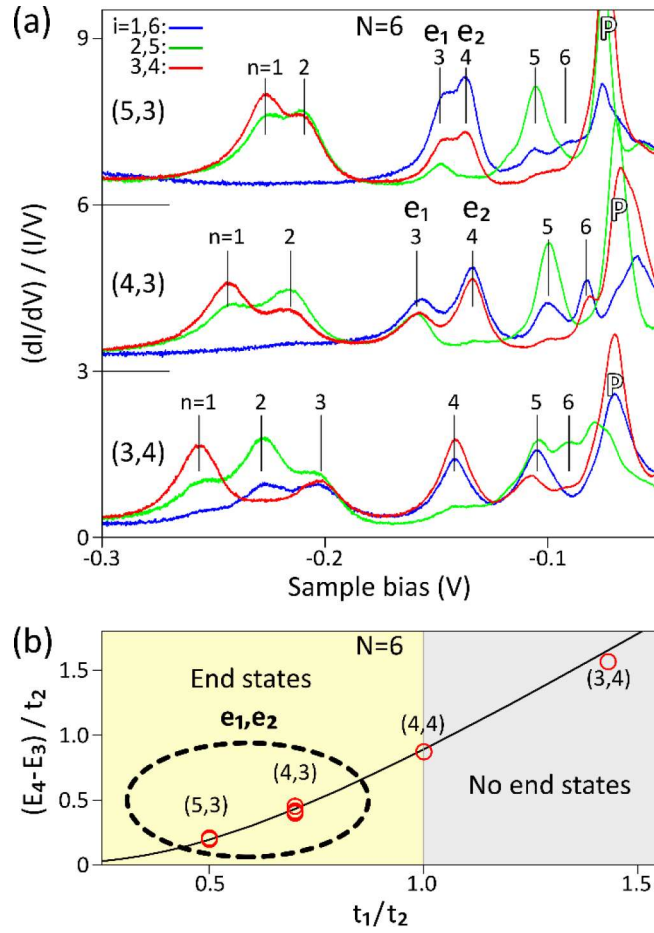 (a)
9
i=1,6:
2,5:
3,4:
N=6
e₁ e₂
P
n=1 2 3 4 5 6
(5,3)
6
e₁ e₂
P
n=1 2 3 4 5 6
(4,3)
3
P
n=1 2 3 4 5 6
(3,4)
0
(dI/dV) / (I/V)
-0.3 -0.2 -0.1
Sample bias (V)
(b)
N=6
1.5
End states
e₁,e₂
(3,4)
1.0
(4,4)
(4,3)
No end states
0.5
(5,3)
0
(E₄-E₃) / t₂
0.5 1.0 1.5
t₁/t₂